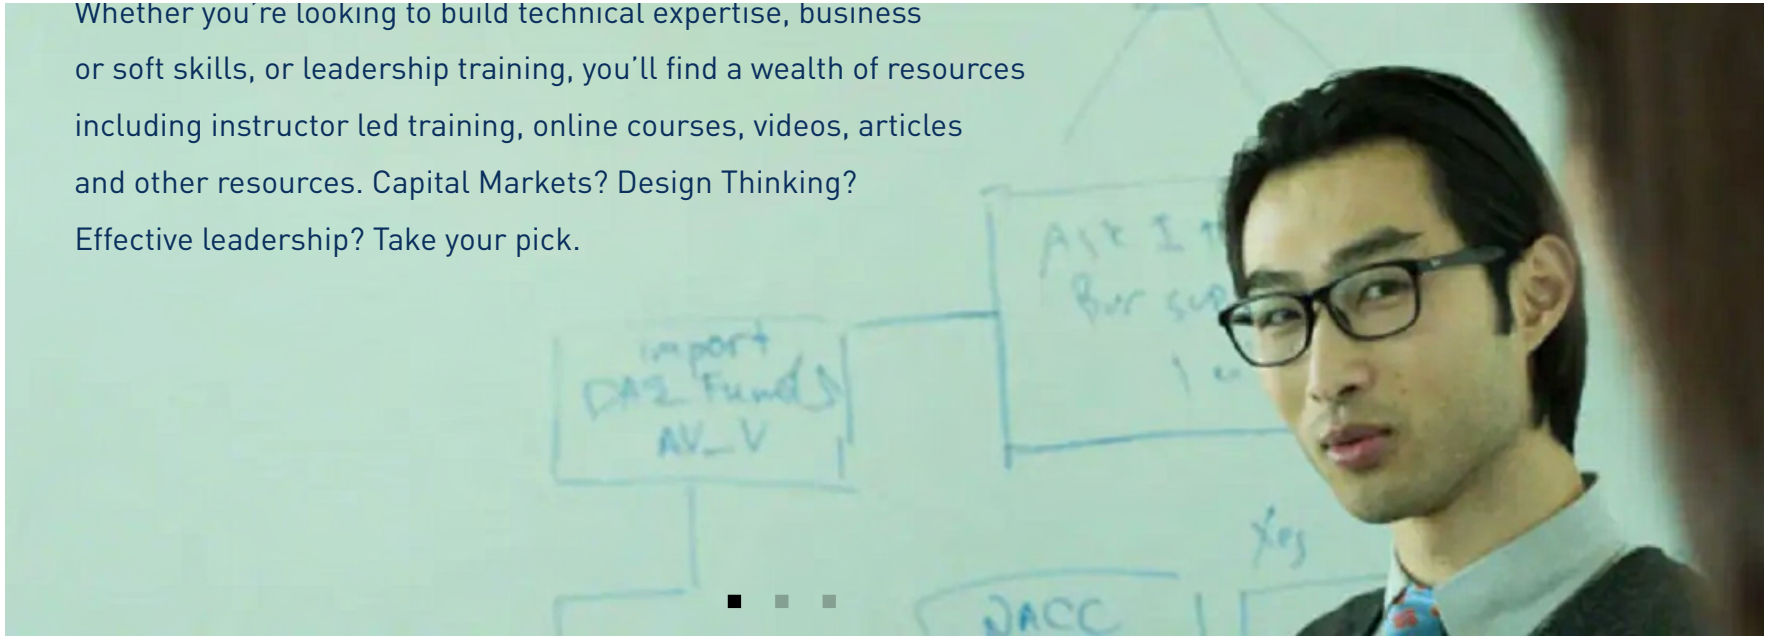 Whether you're looking to build technical expertise, business
or soft skills, or leadership training, you'll find a wealth of resources
including instructor led training, online courses, videos, articles
and other resources. Capital Markets? Design Thinking?
Effective leadership? Take your pick.
Ask I
import
AV_V
Yes